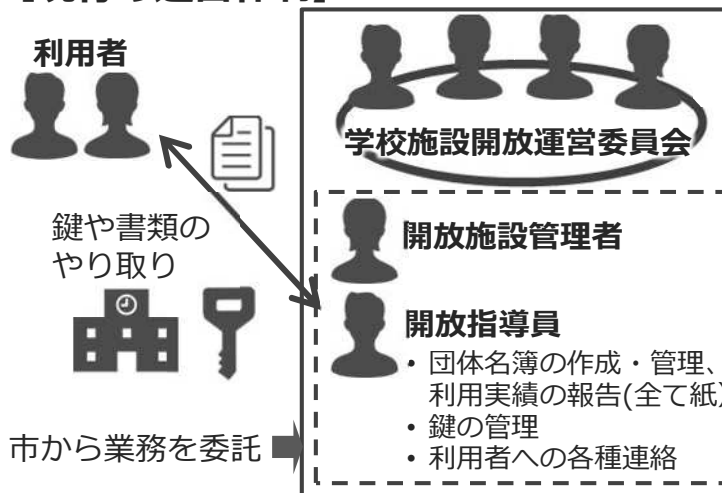 利用者
学校施設開放運営委員会
鍵や書類の
やり取り
開放施設管理者
開放指導員
・団体名簿の作成・管理、
利用実績の報告(全て紙)
・鍵の管理
・利用者への各種連絡
市から業務を委託